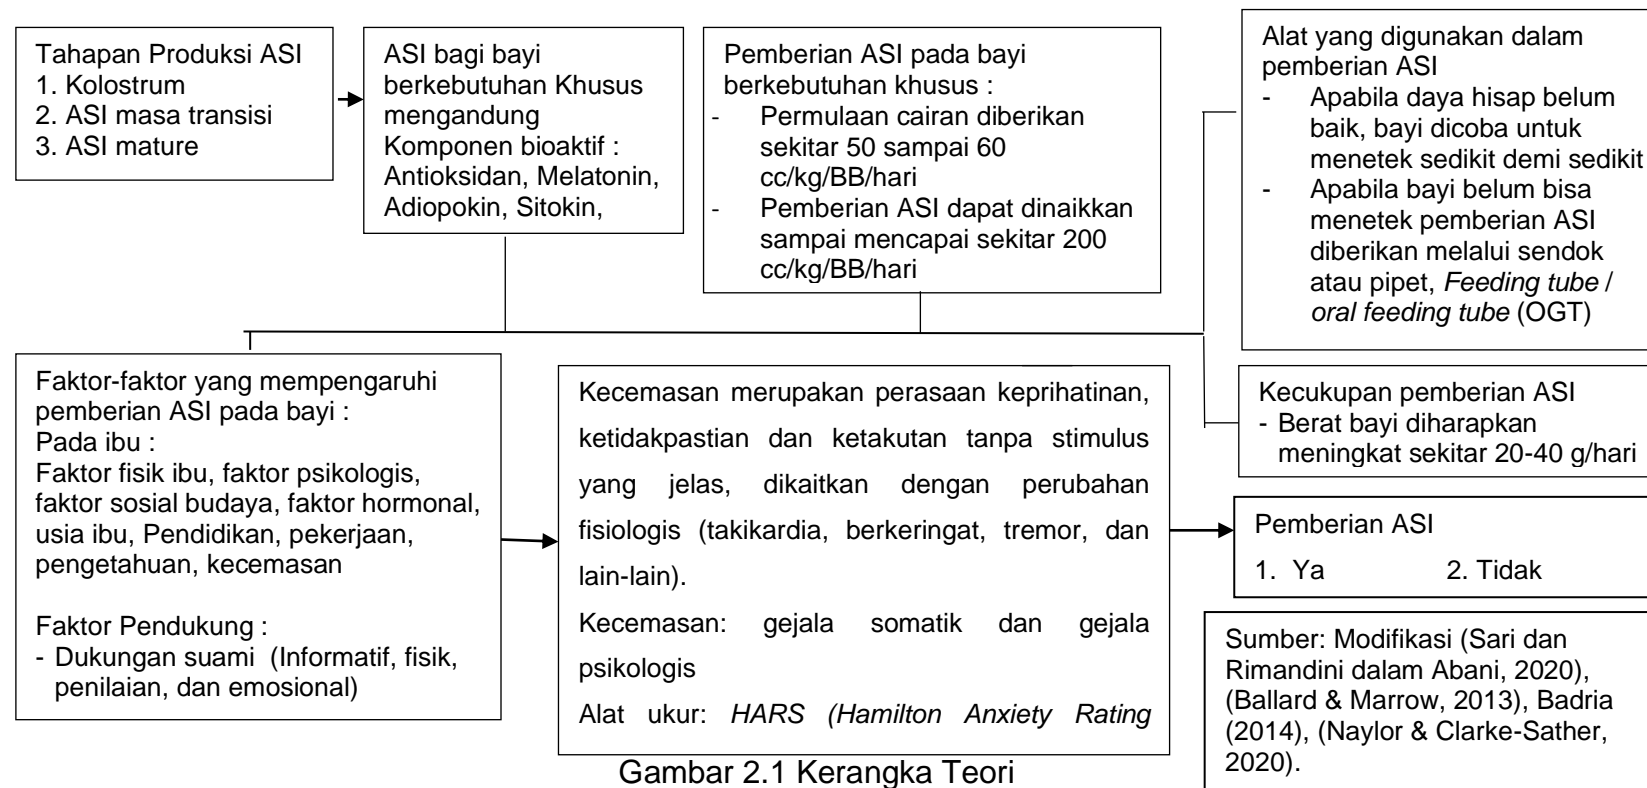 Tahapan Produksi ASI
1. Kolostrum
2. ASI masa transisi
3. ASI mature
ASI bagi bayi
berkebutuhan Khusus
mengandung
Komponen bioaktif :
Antioksidan, Melatonin,
Adiopokin, Sitokin,
Pemberian ASI pada bayi
berkebutuhan khusus :
- Permulaan cairan diberikan
sekitar 50 sampai 60
cc/kg/BB/hari
- Pemberian ASI dapat dinaikkan
sampai mencapai sekitar 200
cc/kg/BB/hari
Alat yang digunakan dalam
pemberian ASI
- Apabila daya hisap belum
baik, bayi dicoba untuk
menetek sedikit demi sedikit
- Apabila bayi belum bisa
menetek pemberian ASI
diberikan melalui sendok
atau pipet, Feeding tube /
oral feeding tube (OGT)
Faktor-faktor yang mempengaruhi
pemberian ASI pada bayi :
Pada ibu :
Faktor fisik ibu, faktor psikologis,
faktor sosial budaya, faktor hormonal,
usia ibu, Pendidikan, pekerjaan,
pengetahuan, kecemasan
Faktor Pendukung :
- Dukungan suami (Informatif, fisik,
penilaian, dan emosional)
Kecemasan merupakan perasaan keprihatinan,
ketidakpastian dan ketakutan tanpa stimulus
yang jelas, dikaitkan dengan perubahan
fisiologis (takikardia, berkeringat, tremor, dan
lain-lain).
Kecemasan: gejala somatik dan gejala
psikologis
Alat ukur: HARS (Hamilton Anxiety Rating
Kecukupan pemberian ASI
- Berat bayi diharapkan
meningkat sekitar 20-40 g/hari
Pemberian ASI
1. Ya 2. Tidak
Sumber: Modifikasi (Sari dan
Rimandini dalam Abani, 2020),
(Ballard & Marrow, 2013), Badria
(2014), (Naylor & Clarke-Sather,
2020).
Gambar 2.1 Kerangka Teori